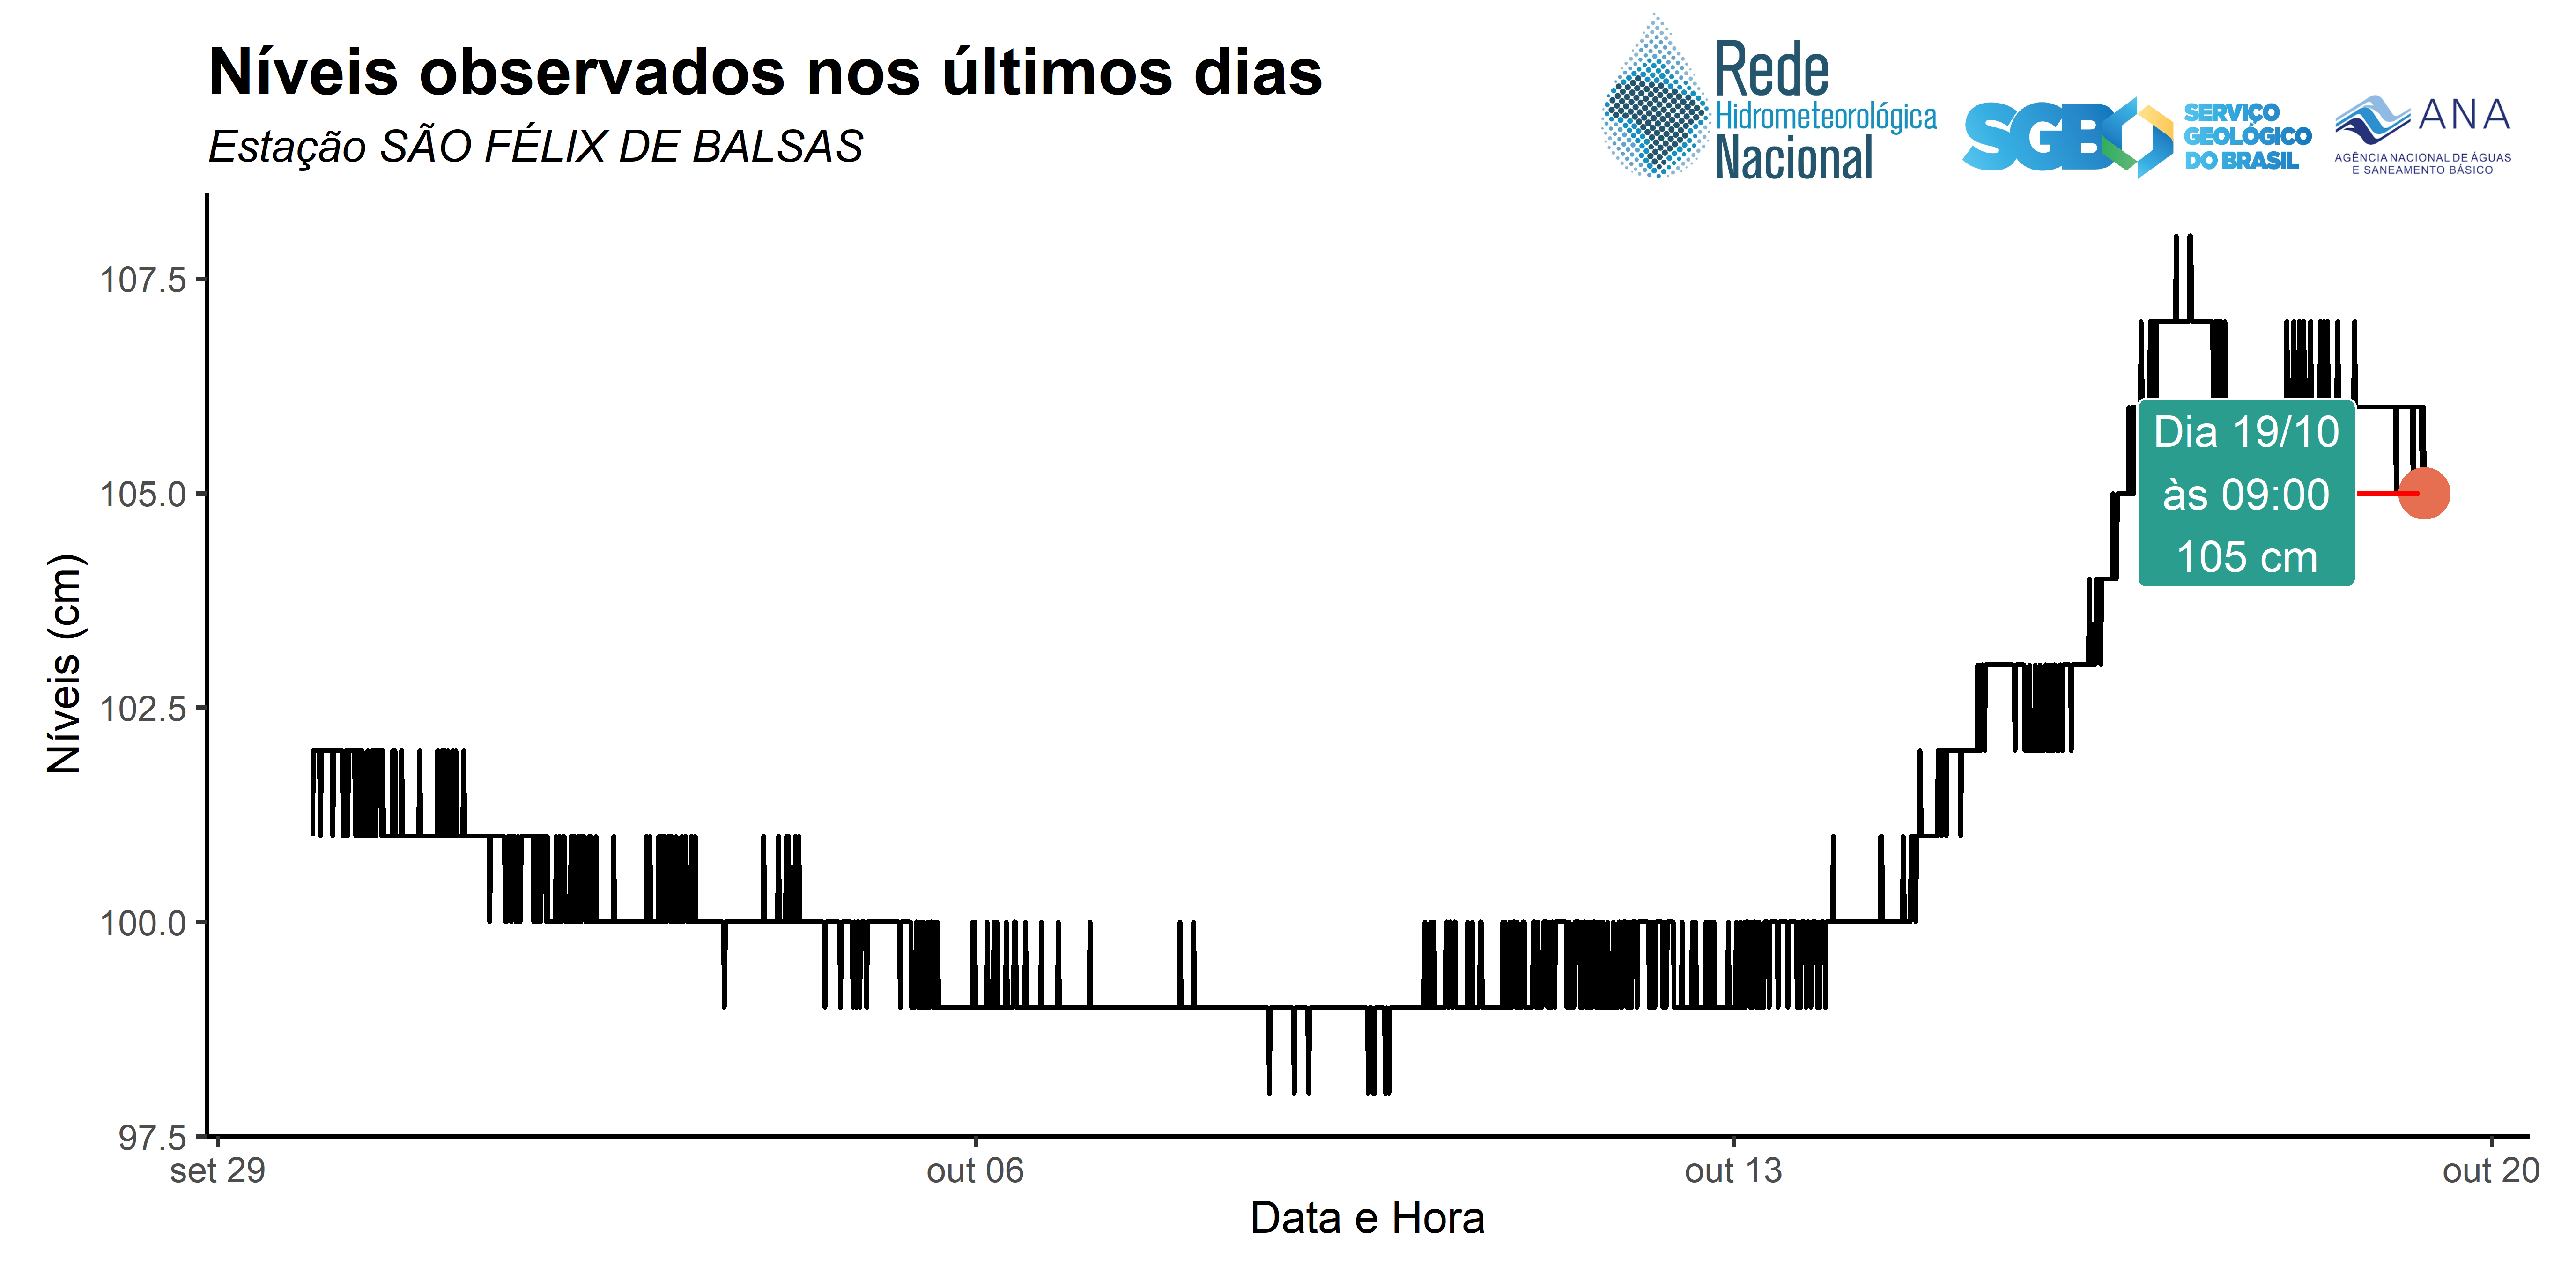 Níveis observados nos últimos dias
Estação SÃO FÉLIX DE BALSAS
Rede
Hidrometeorológica
Nacional
SGB
SERVIÇO
GEOLÓGICO
DO BRASIL
ANA
AGÊNCIA NACIONAL DE ÁGUAS
E SANEAMENTO BÁSICO
Níveis (cm)
107.5
105.0
102.5
100.0
97.5
Dia 19/10
às 09:00
105 cm
set 29
out 06
out 13
out 20
Data e Hora